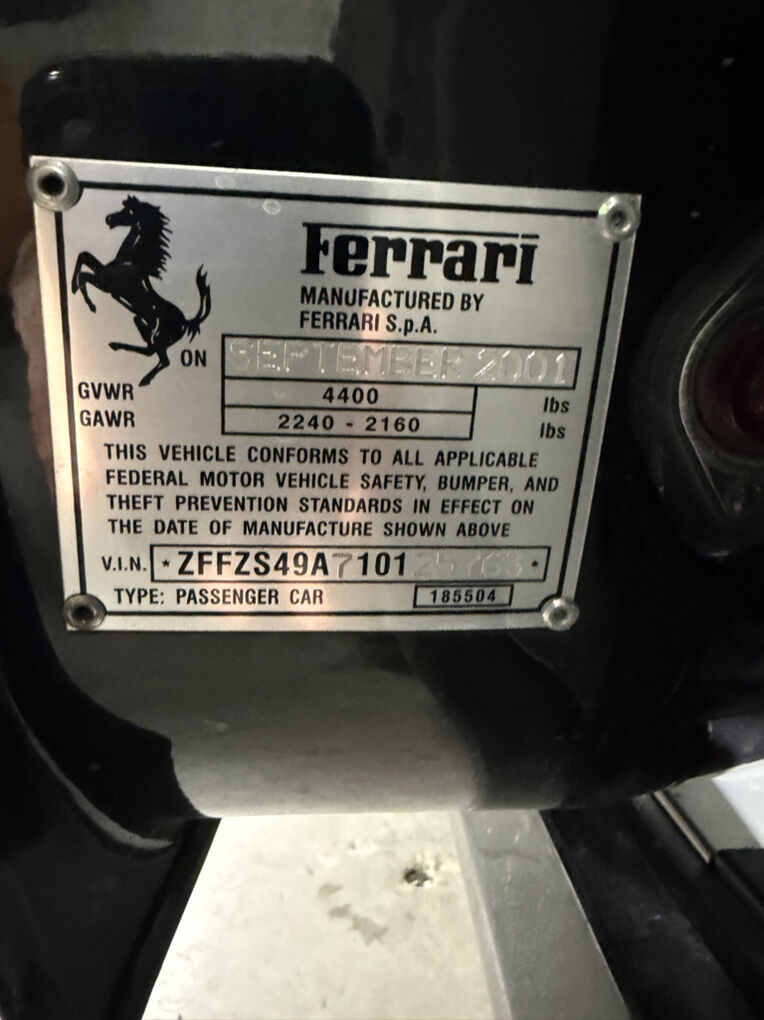 Ferrari
MANUFACTURED BY
FERRARI S.p.A.
ON SEPTEMBER 2001
GVWR 4400 lbs
GAWR 2240 - 2160 lbs
THIS VEHICLE CONFORMS TO ALL APPLICABLE
FEDERAL MOTOR VEHICLE SAFETY, BUMPER, AND
THEFT PREVENTION STANDARDS IN EFFECT ON
THE DATE OF MANUFACTURE SHOWN ABOVE
V.I.N. *ZFFZS49A710125763*
TYPE: PASSENGER CAR 185504